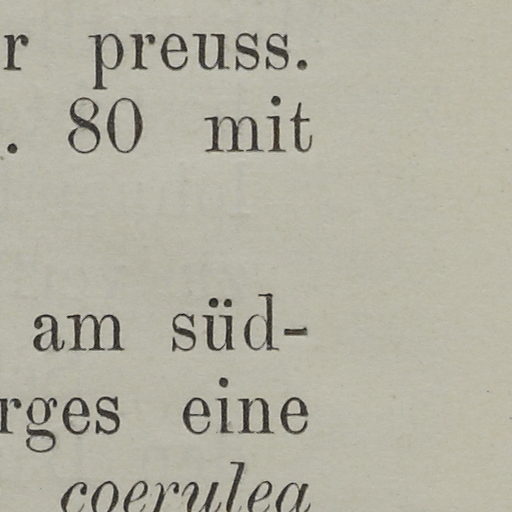 r preuss.
. 80 mit
am süd-
rges eine
coerulea